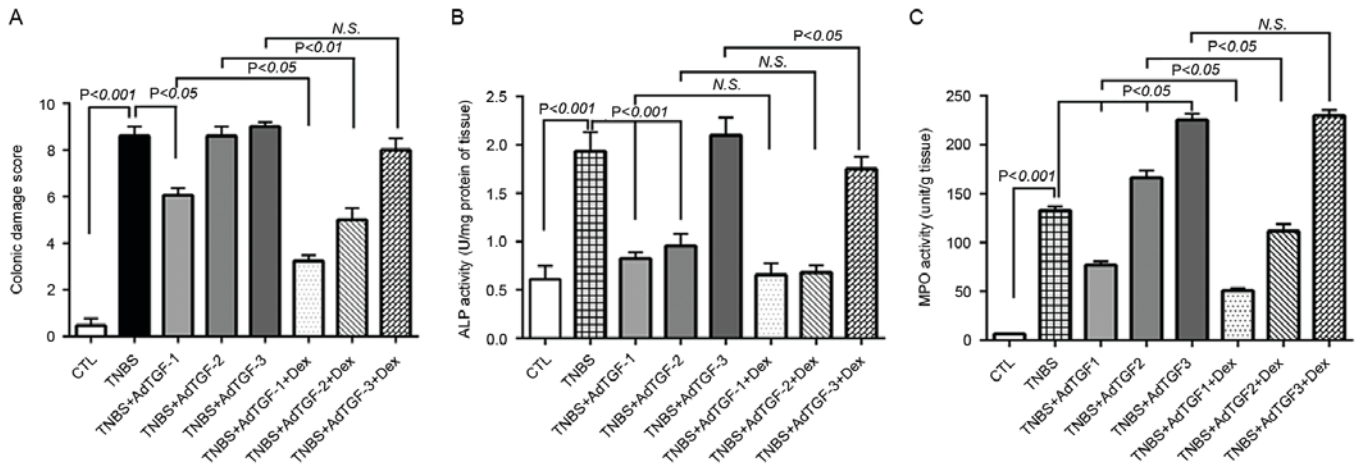 A
N.S.
P<0.01
P<0.05
P<0.001
P<0.05
10
8
6
4
2
0
Colonic damage score
CTL
TNBS
TNBS+AdTGF-1
TNBS+AdTGF-2
TNBS+AdTGF-3
TNBS+AdTGF-1+Dex
TNBS+AdTGF-2+Dex
TNBS+AdTGF-3+Dex
B
P<0.05
N.S.
N.S.
P<0.001
P<0.001
2.5
2.0
1.5
1.0
0.5
0.0
ALP activity (U/mg protein of tissue)
CTL
TNBS
TNBS+AdTGF-1
TNBS+AdTGF-2
TNBS+AdTGF-3
TNBS+AdTGF-1+Dex
TNBS+AdTGF-2+Dex
TNBS+AdTGF-3+Dex
C
N.S.
P<0.05
P<0.05
P<0.05
P<0.001
250
200
150
100
50
0
MPO activity (unit/g tissue)
CTL
TNBS
TNBS+AdTGF1
TNBS+AdTGF2
TNBS+AdTGF3
TNBS+AdTGF1+Dex
TNBS+AdTGF2+Dex
TNBS+AdTGF3+Dex